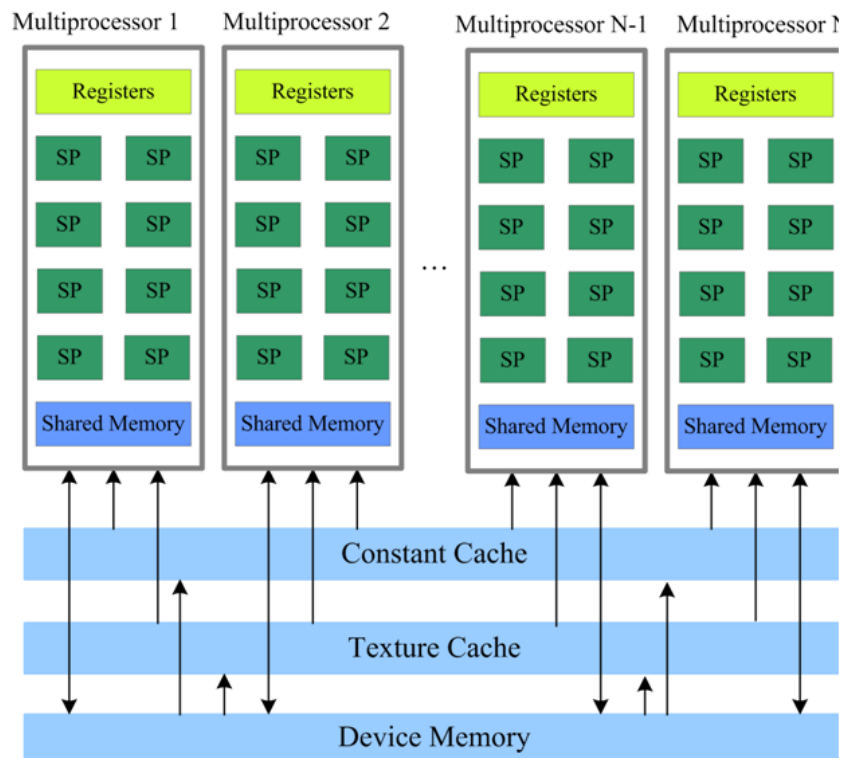 Multiprocessor 1 Multiprocessor 2 Multiprocessor N-1 Multiprocessor N
Registers Registers Registers Registers
SP SP SP SP SP SP SP SP
SP SP SP SP SP SP SP SP
SP SP SP SP SP SP SP SP
...
SP SP SP SP SP SP SP SP
Shared Memory Shared Memory Shared Memory Shared Memory
Constant Cache
Texture Cache
Device Memory